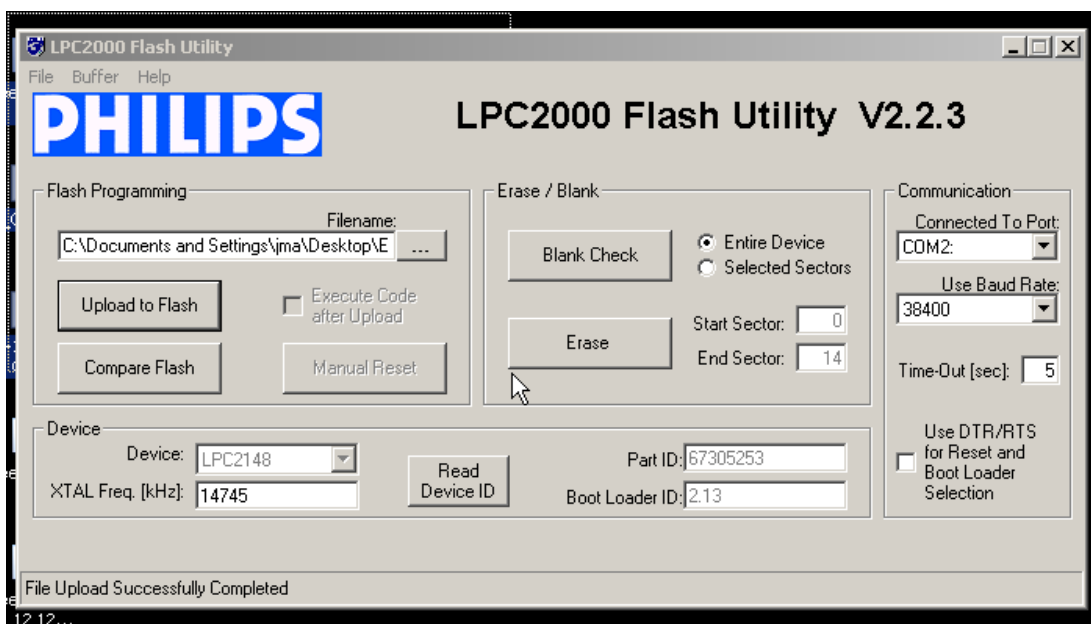 LPC2000 Flash Utility
File Buffer Help
PHILIPS
LPC2000 Flash Utility V2.2.3
Flash Programming
Filename:
C:\Documents and Settings\jma\Desktop\E
...
Upload to Flash
Execute Code
after Upload
Compare Flash
Manual Reset
Erase / Blank
Blank Check
Entire Device
Selected Sectors
Erase
Start Sector: 0
End Sector: 14
Communication
Connected To Port:
COM2:
Use Baud Rate:
38400
Time-Out [sec]: 5
Use DTR/RTS
for Reset and
Boot Loader
Selection
Device
Device: LPC2148
XTAL Freq. [kHz]: 14745
Read
Device ID
Part ID: 67305253
Boot Loader ID: 2.13
File Upload Successfully Completed
12.12...